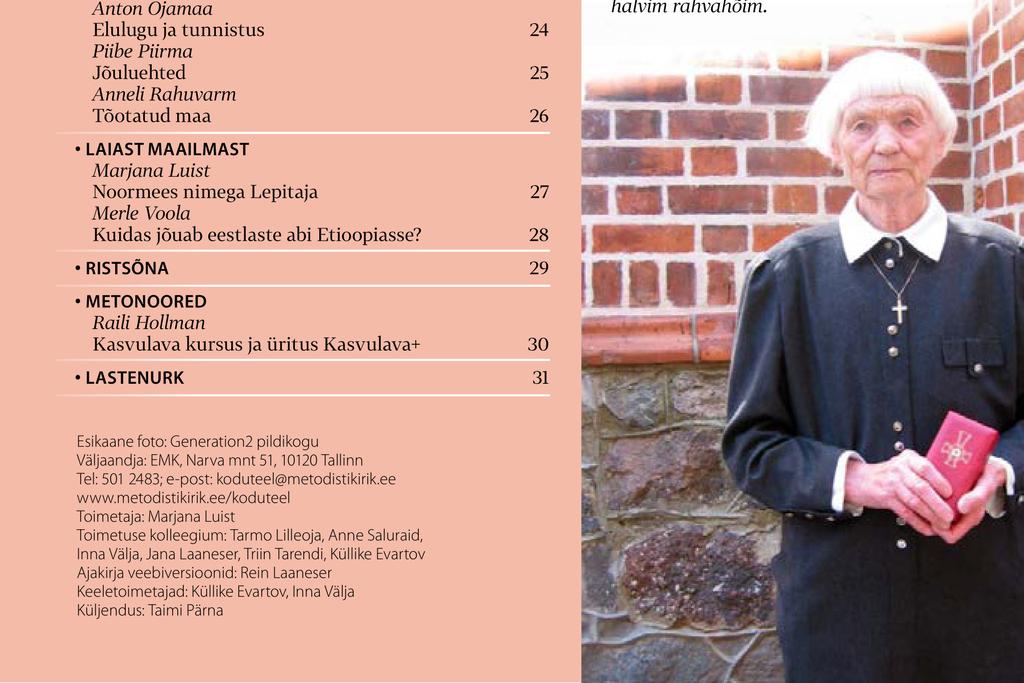 Anton Ojamaa
Elulugu ja tunnistus 24
Piibe Piirma
Jõuluehted 25
Anneli Rahuvarm
Tõotatud maa 26
• LAIAST MAAILMAST
Marjana Luist
Noormees nimega Lepitaja 27
Merle Voola
Kuidas jõuab eestlaste abi Etioopiasse? 28
• RISTSÕNA 29
• METONOORED
Raili Hollman
Kasvulava kursus ja üritus Kasvulava+ 30
• LASTENURK 31
Esikaane foto: Generation2 pildikogu
Väljaandja: EMK, Narva mnt 51, 10120 Tallinn
Tel: 501 2483; e-post: koduteel@metodistikirik.ee
www.metodistikirik.ee/koduteel
Toimetaja: Marjana Luist
Toimetuse kolleegium: Tarmo Lilleoja, Anne Saluraid,
Inna Välja, Jana Laaneser, Triin Tarendi, Küllike Evartov
Ajakirja veebiversioonid: Rein Laaneser
Keeletoimetajad: Küllike Evartov, Inna Välja
Küljendus: Taimi Pärna
halvim rahvahõim.